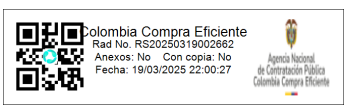 Colombia Compra Eficiente
Rad No. RS20250319002662
Anexos: No Con copia: No
Fecha: 19/03/2025 22:00:27
Agencia Nacional
de Contratación Pública
Colombia Compra Eficiente